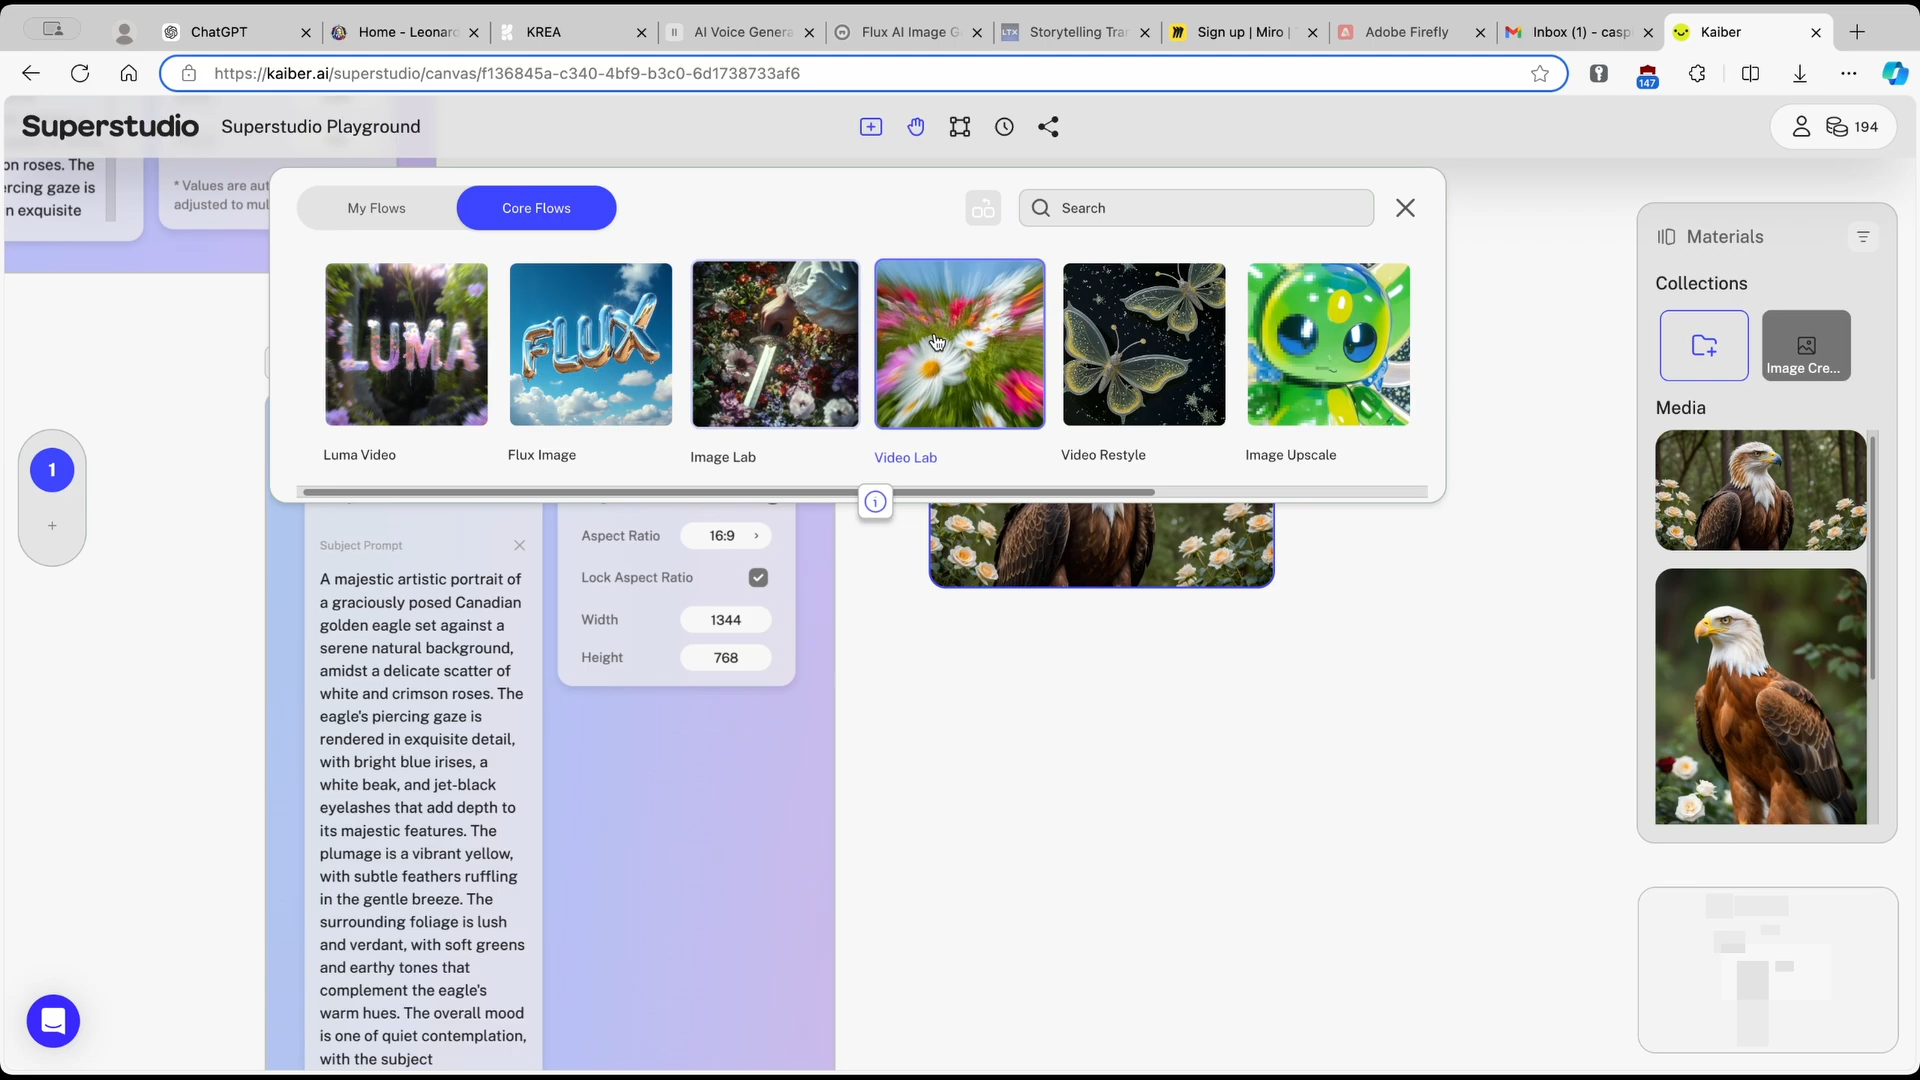 ChatGPT
Home - Leonard
KREA
AI Voice Genera
Flux AI Image G
LTX
Storytelling Tran
Sign up | Miro |
Adobe Firefly
Inbox (1) - casp
Kaiber
https://kaiber.ai/superstudio/canvas/f136845a-c340-4bf9-b3c0-6d1738733af6
147
Superstudio
Superstudio Playground
194
on roses. The
ercing gaze is
n exquisite
* Values are aut
adjusted to mul
My Flows
Core Flows
Search
LUMA
FLUX
Luma Video
Flux Image
Image Lab
Video Lab
Video Restyle
Image Upscale
Materials
Collections
Image Cre...
Media
1
+
Aspect Ratio
16:9
Lock Aspect Ratio
Width
1344
Height
768
Subject Prompt
A majestic artistic portrait of
a graciously posed Canadian
golden eagle set against a
serene natural background,
amidst a delicate scatter of
white and crimson roses. The
eagle's piercing gaze is
rendered in exquisite detail,
with bright blue irises, a
white beak, and jet-black
eyelashes that add depth to
its majestic features. The
plumage is a vibrant yellow,
with subtle feathers ruffling
in the gentle breeze. The
surrounding foliage is lush
and verdant, with soft greens
and earthy tones that
complement the eagle's
warm hues. The overall mood
is one of quiet contemplation,
with the subject